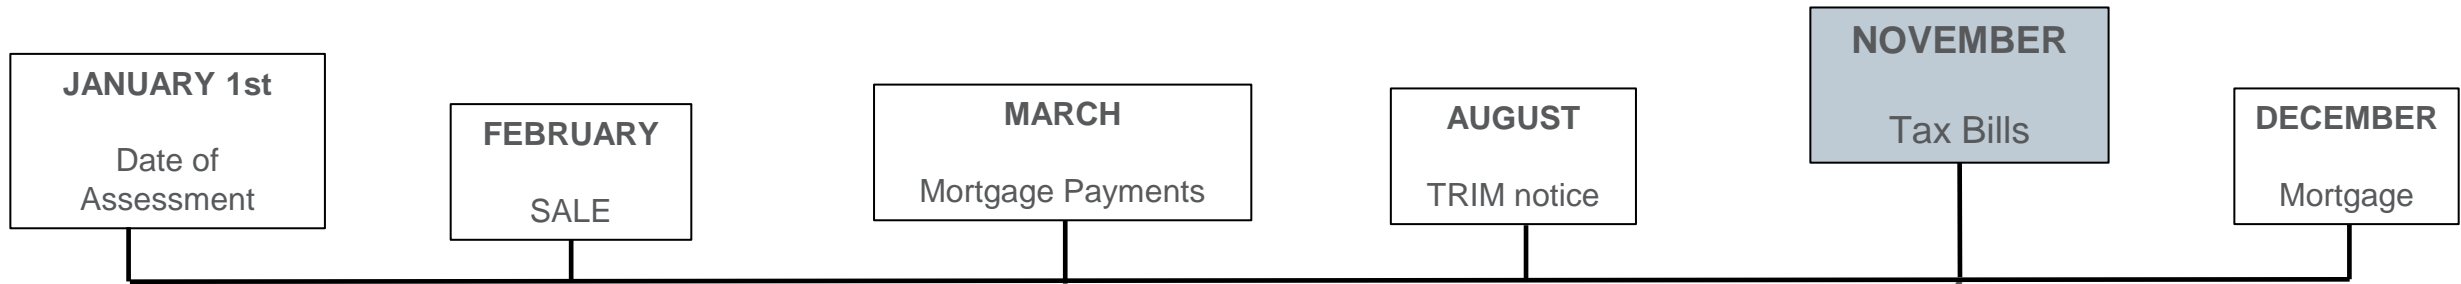 JANUARY 1st
Date of
Assessment
FEBRUARY
SALE
MARCH
Mortgage Payments
AUGUST
TRIM notice
NOVEMBER
Tax Bills
DECEMBER
Mortgage